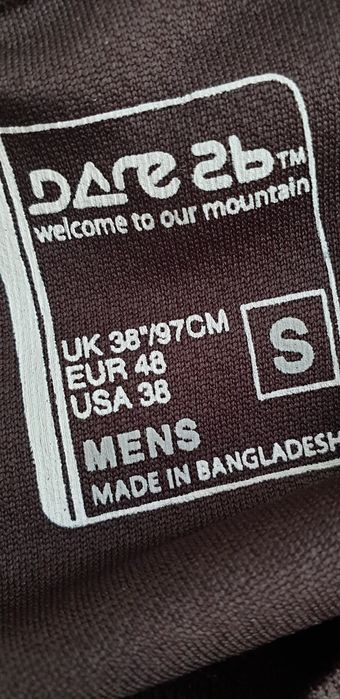 DARE 2b™
welcome to our mountain
UK 38"/97CM
EUR 48
USA 38
S
MENS
MADE IN BANGLADESH